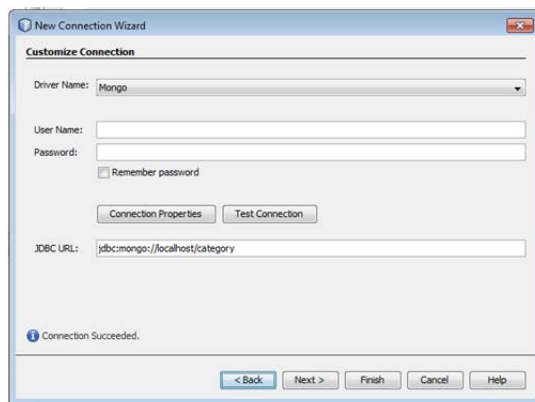 New Connection Wizard
Customize Connection
Driver Name: Mongo
User Name:
Password:
Remember password
Connection Properties Test Connection
JDBC URL: jdbc:mongo://localhost/category
Connection Succeeded.
< Back Next > Finish Cancel Help